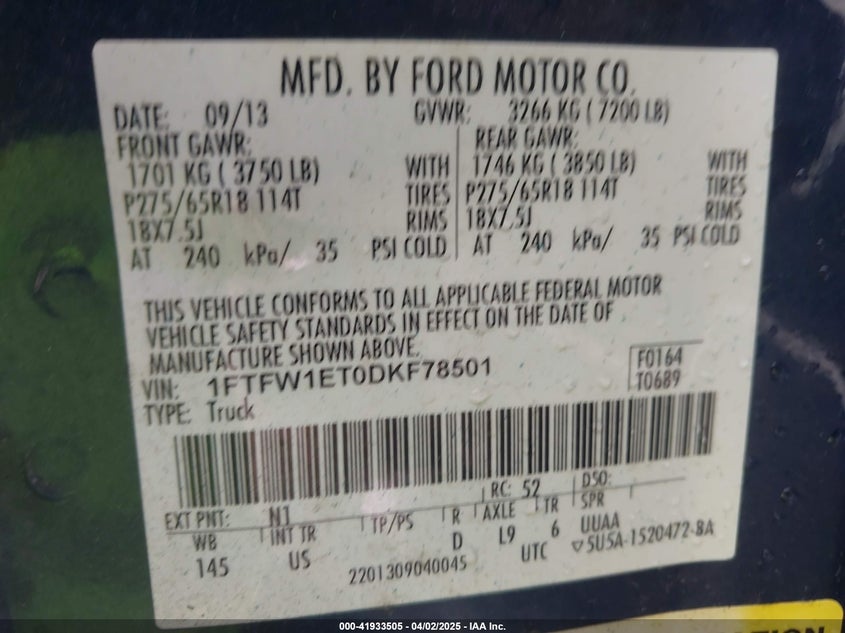 MFD. BY FORD MOTOR CO.
DATE: 09/13 GVWR: 3266 KG ( 7200 LB)
FRONT GAWR: REAR GAWR:
1701 KG ( 3750 LB) WITH 1746 KG ( 3850 LB) WITH
P275/65R18 114T TIRES P275/65R18 114T TIRES
18X7.5J RIMS 18X7.5J RIMS
AT 240 kPa/ 35 PSI COLD AT 240 kPa/ 35 PSI COLD
THIS VEHICLE CONFORMS TO ALL APPLICABLE FEDERAL MOTOR
VEHICLE SAFETY STANDARDS IN EFFECT ON THE DATE OF
MANUFACTURE SHOWN ABOVE.
VIN: 1FTFW1ET0DKF78501 F0164
TYPE: Truck T0689
RC: 52 DSO:
EXT PNT: N1
WB INT TR TP/PS R AXLE TR SPR
145 US D L9 6 UUAA
2201309040045 UTC ▽5U5A-1520472-BA
000-41933505 - 04/02/2025 - IAA Inc.